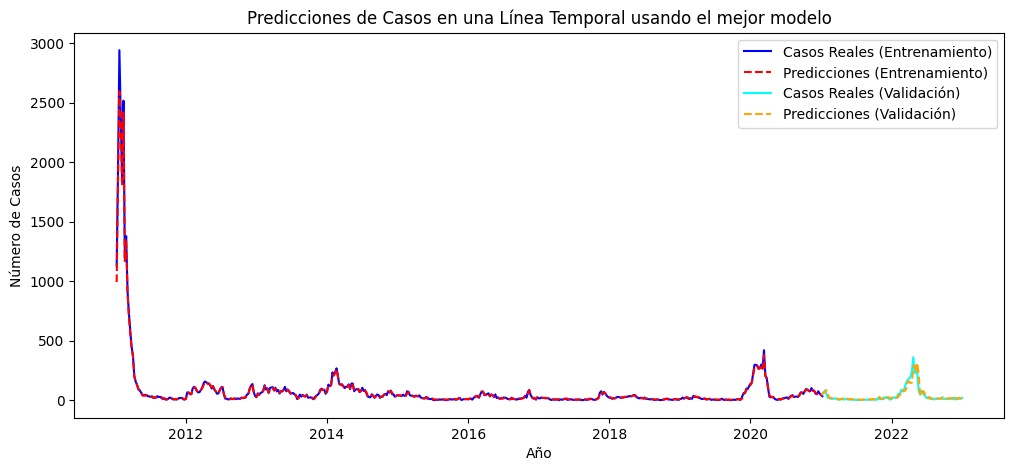 Predicciones de Casos en una Línea Temporal usando el mejor modelo
Casos Reales (Entrenamiento)
Predicciones (Entrenamiento)
Casos Reales (Validación)
Predicciones (Validación)
Número de Casos
3000
2500
2000
1500
1000
500
0
2012
2014
2016
2018
2020
2022
Año